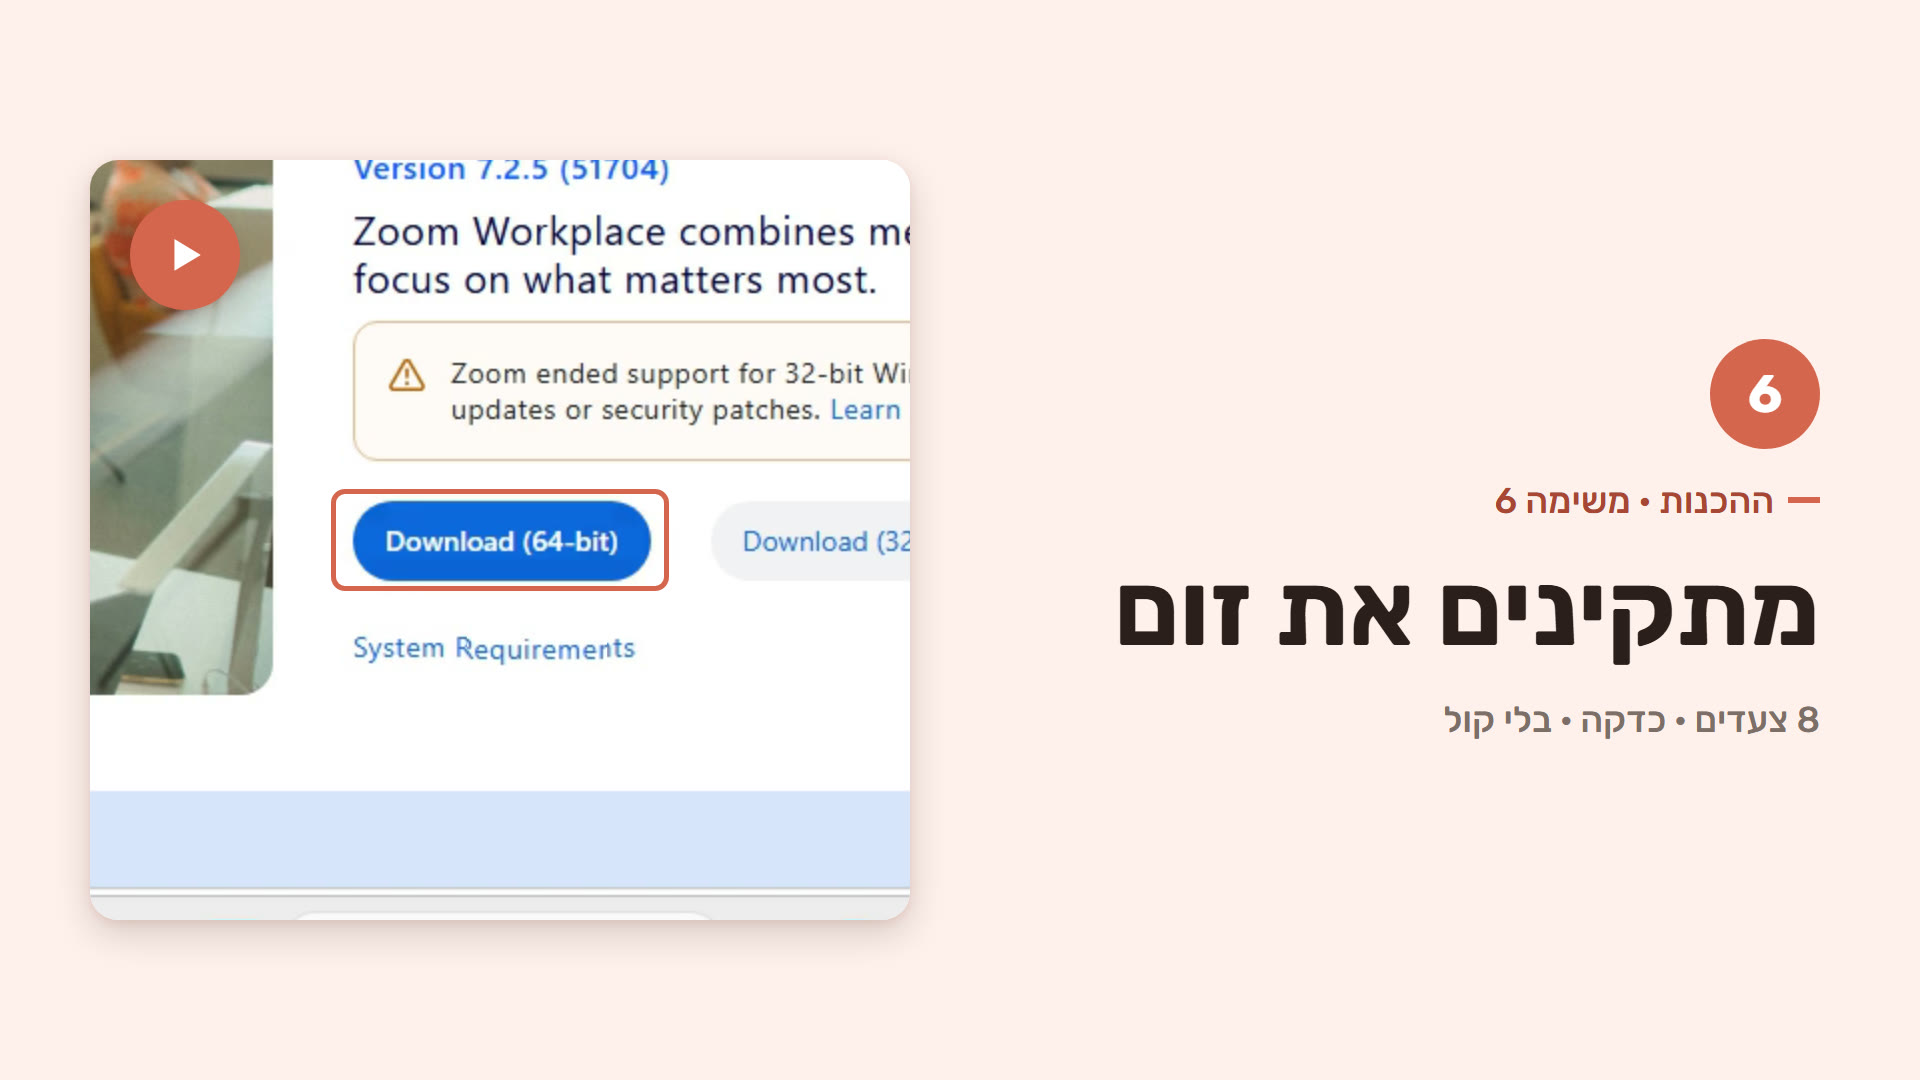 6
ההכנות • משימה 6
מתקינים את זום
8 צעדים • כדקה • בלי קול
Version 7.2.5 (51704)
Zoom Workplace combines me
focus on what matters most.
Zoom ended support for 32-bit Wi
updates or security patches. Learn
Download (64-bit)
Download (32
System Requirements